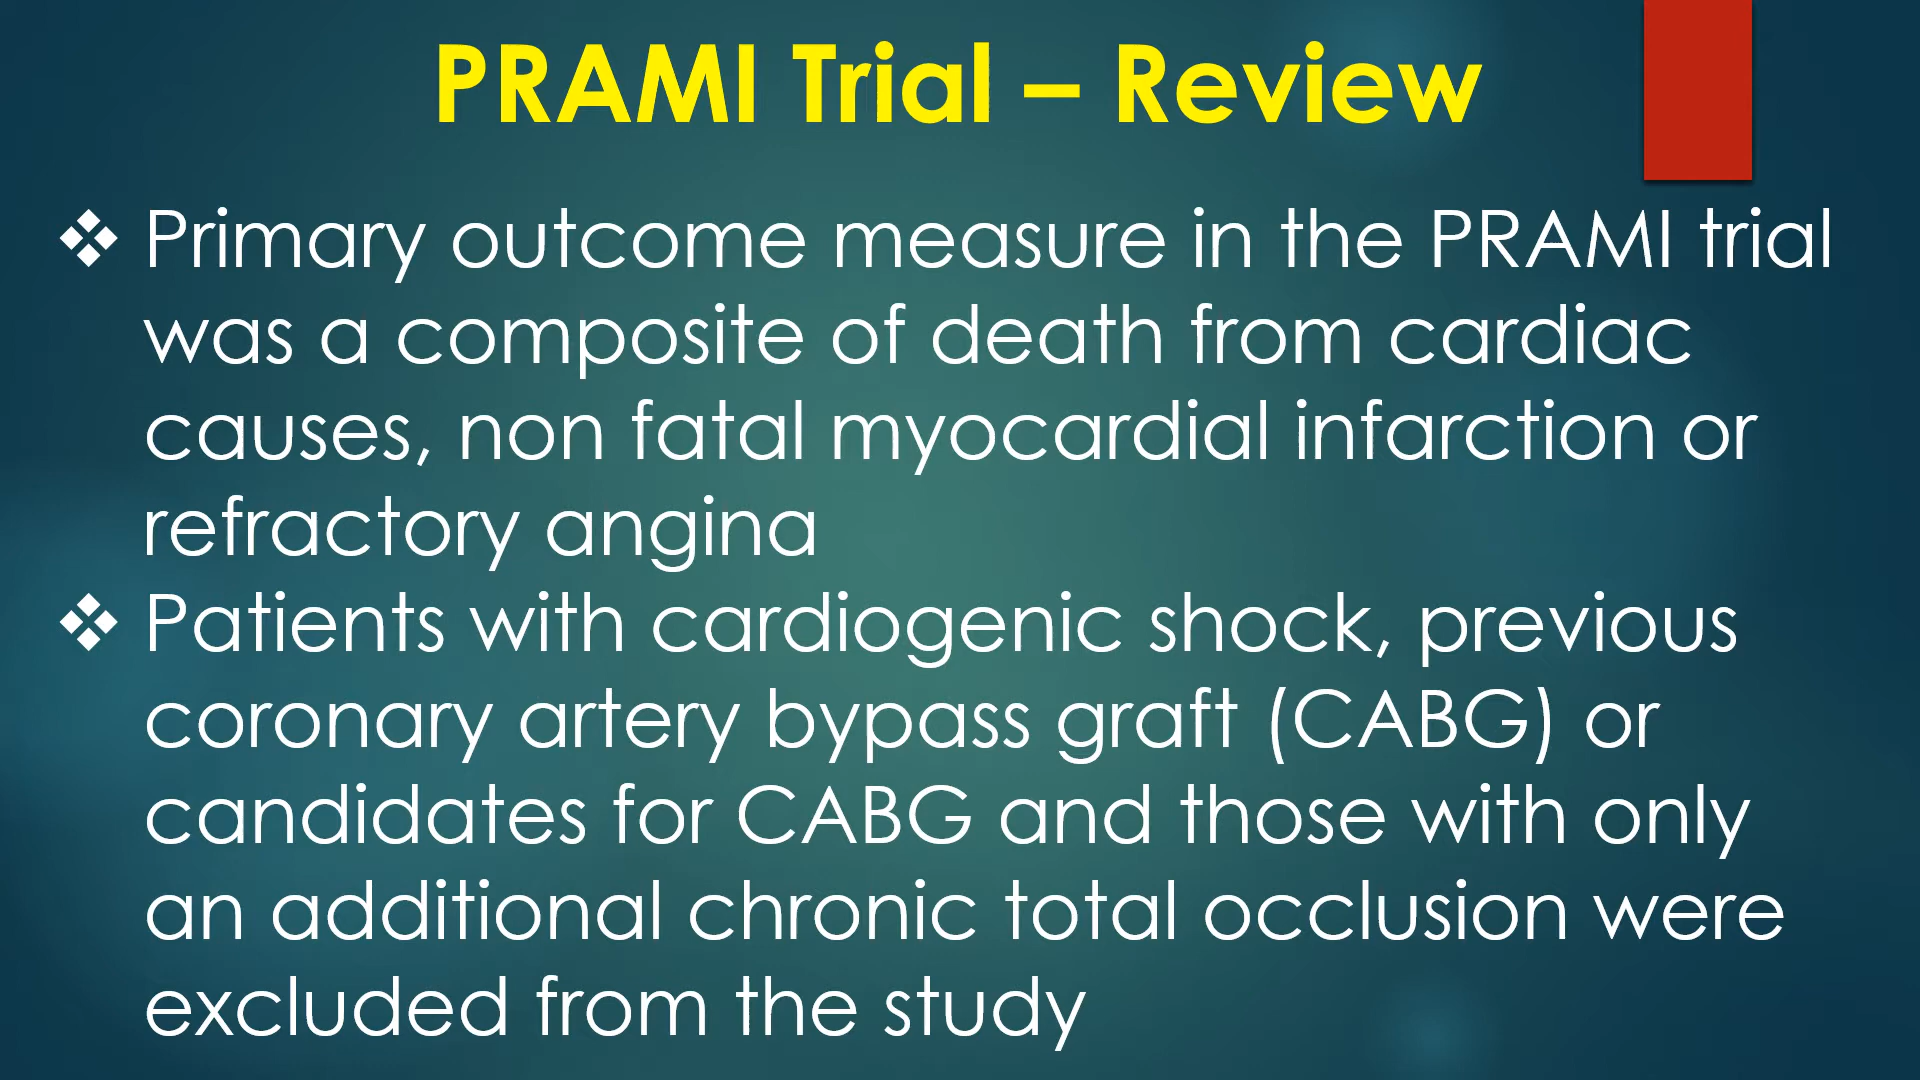 PRAMI Trial – Review
❖ Primary outcome measure in the PRAMI trial
was a composite of death from cardiac
causes, non fatal myocardial infarction or
refractory angina
❖ Patients with cardiogenic shock, previous
coronary artery bypass graft (CABG) or
candidates for CABG and those with only
an additional chronic total occlusion were
excluded from the study